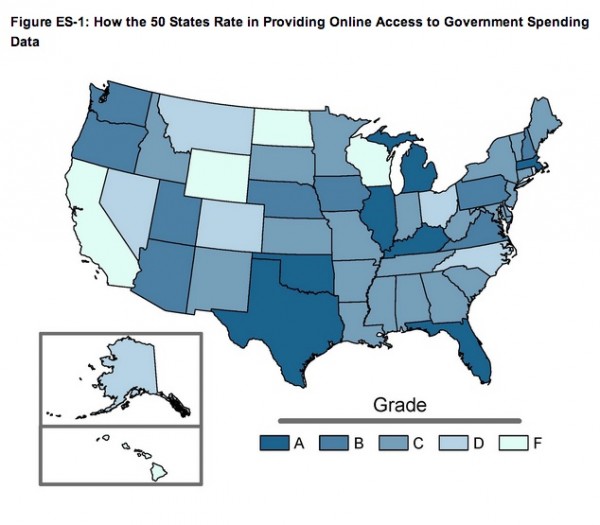 Figure ES-1: How the 50 States Rate in Providing Online Access to Government Spending
Data
Grade
A B C D F